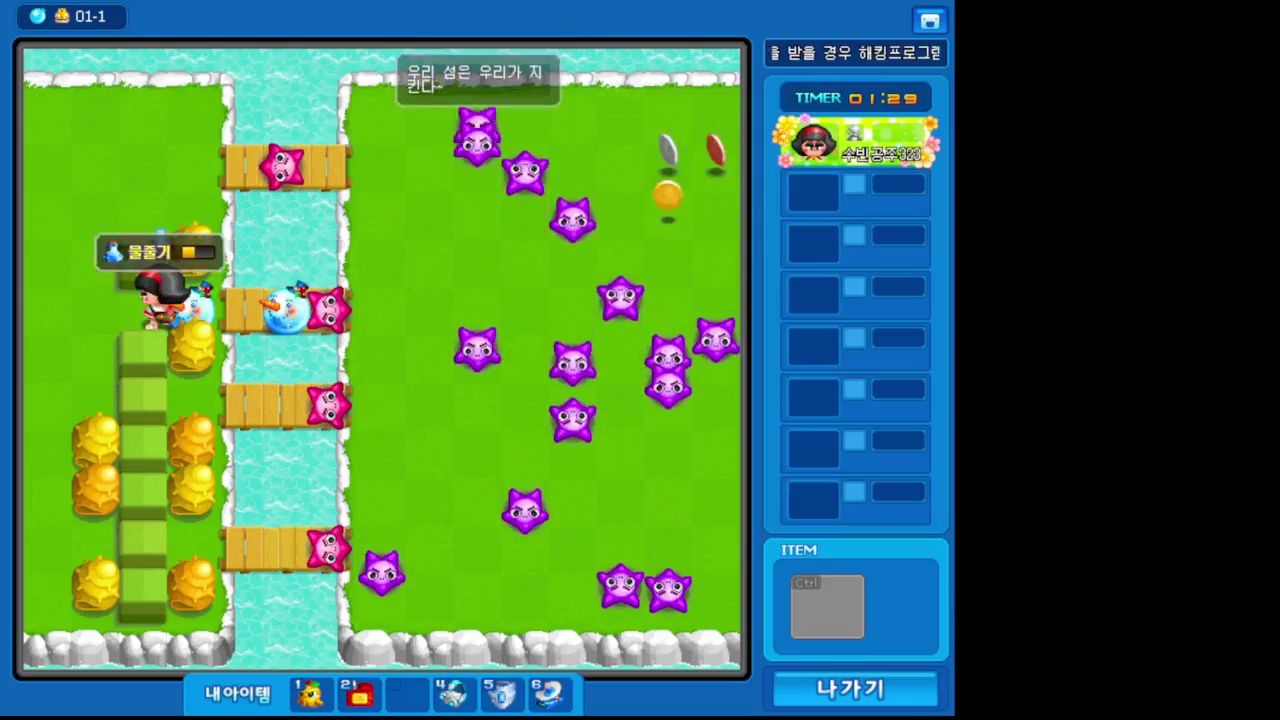 01-1
을 받을 경우 해킹프로그램
우리 섬은 우리가 지
킨다~
TIMER 01:29
수빈공주023
물줄기
ITEM
Ctrl
내아이템
1
2
4
5
6
나가기